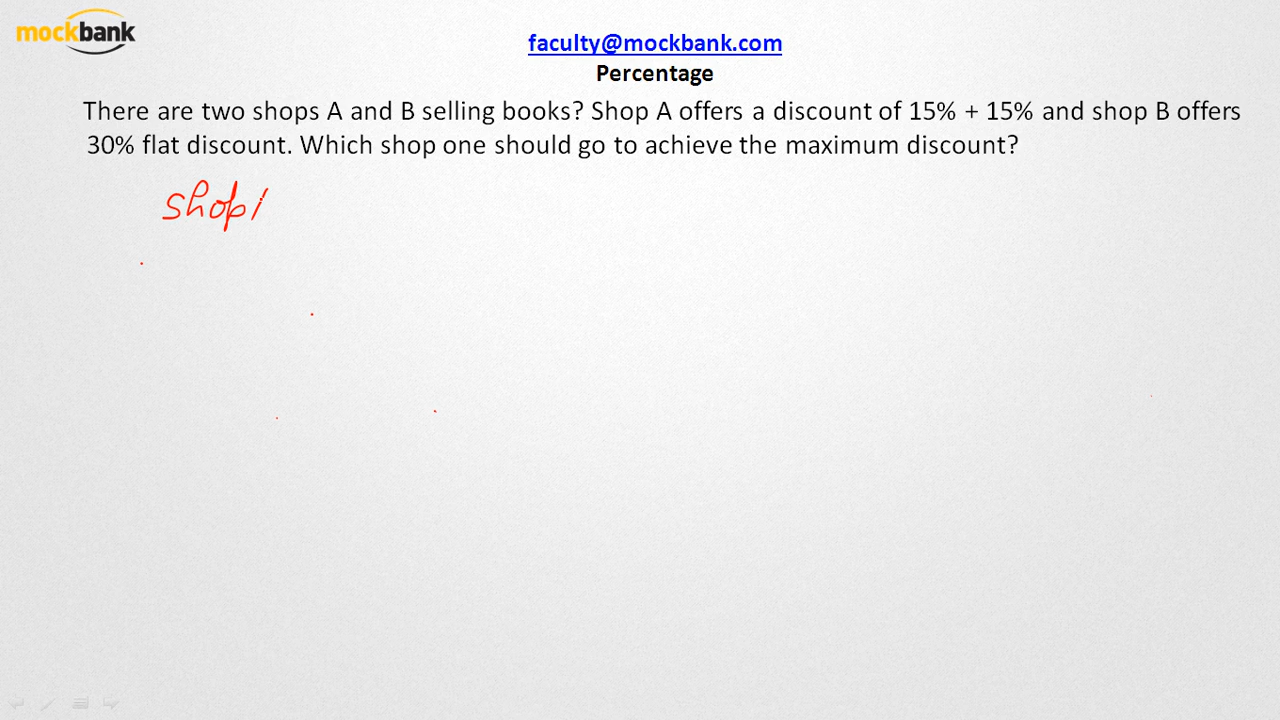 mockbank
faculty@mockbank.com
Percentage
There are two shops A and B selling books? Shop A offers a discount of 15% + 15% and shop B offers
30% flat discount. Which shop one should go to achieve the maximum discount?
shop